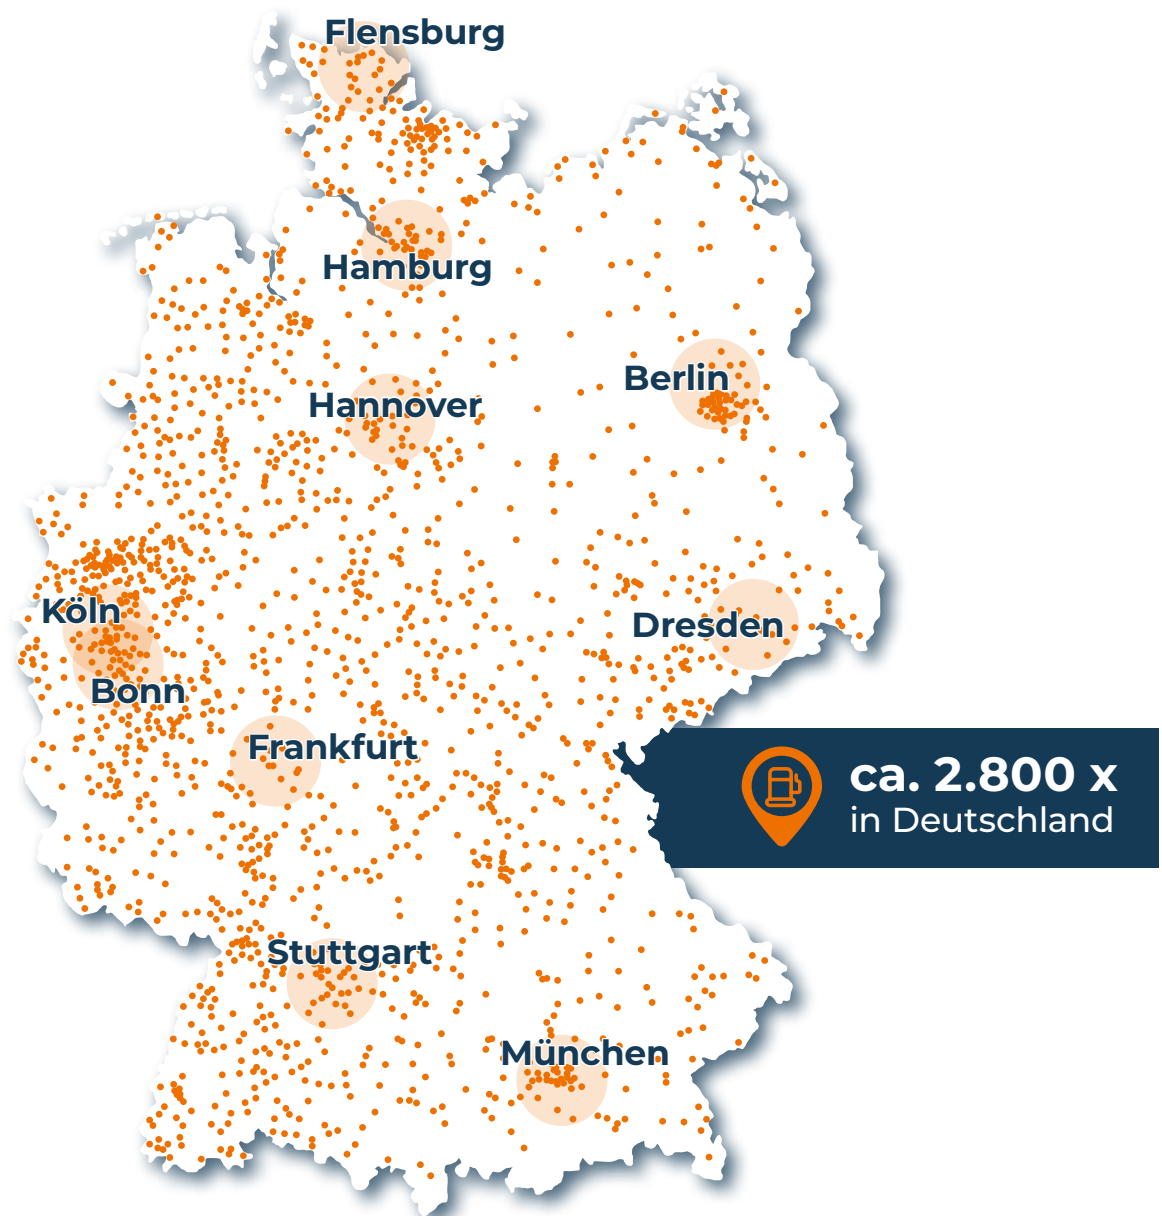 Flensburg
Hamburg
Berlin
Hannover
Köln
Dresden
Bonn
Frankfurt
ca. 2.800 x
in Deutschland
Stuttgart
München